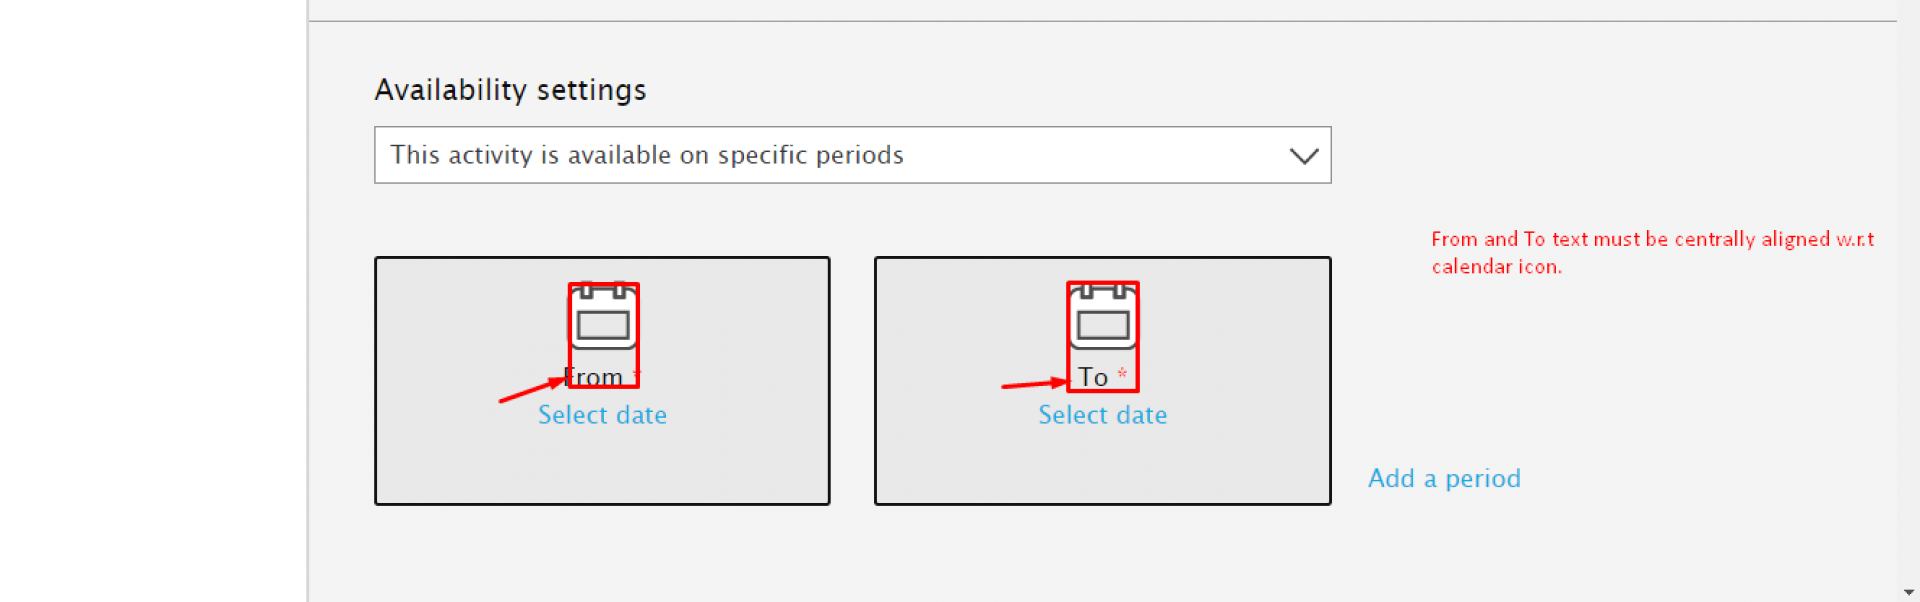 Availability settings
This activity is available on specific periods
From and To text must be centrally aligned w.r.t
calendar icon.
From *
To *
Select date
Select date
Add a period